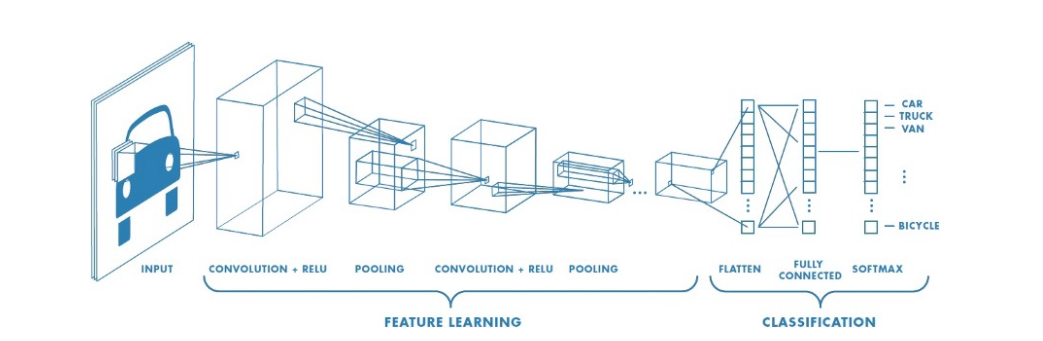 CAR
TRUCK
VAN
BICYCLE
INPUT
CONVOLUTION + RELU
POOLING
CONVOLUTION + RELU
POOLING
FLATTEN
FULLY
CONNECTED
SOFTMAX
FEATURE LEARNING
CLASSIFICATION